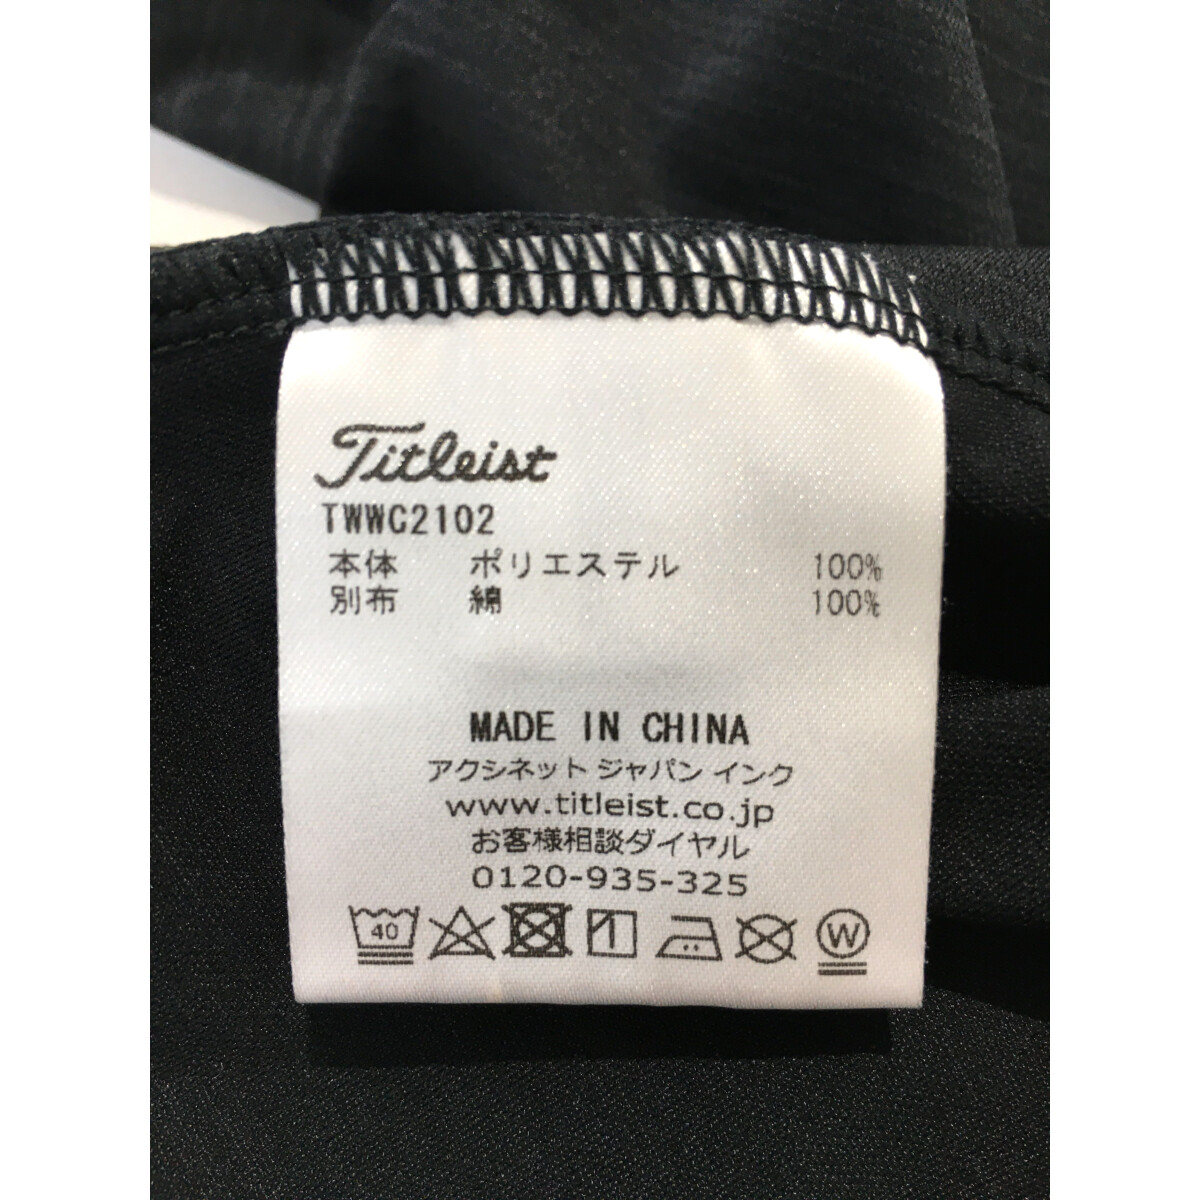 Titleist
TWWC2102
本体 ポリエステル 100%
別布 綿 100%
MADE IN CHINA
アクシネット ジャパン インク
www.titleist.co.jp
お客様相談ダイヤル
0120-935-325
40 W